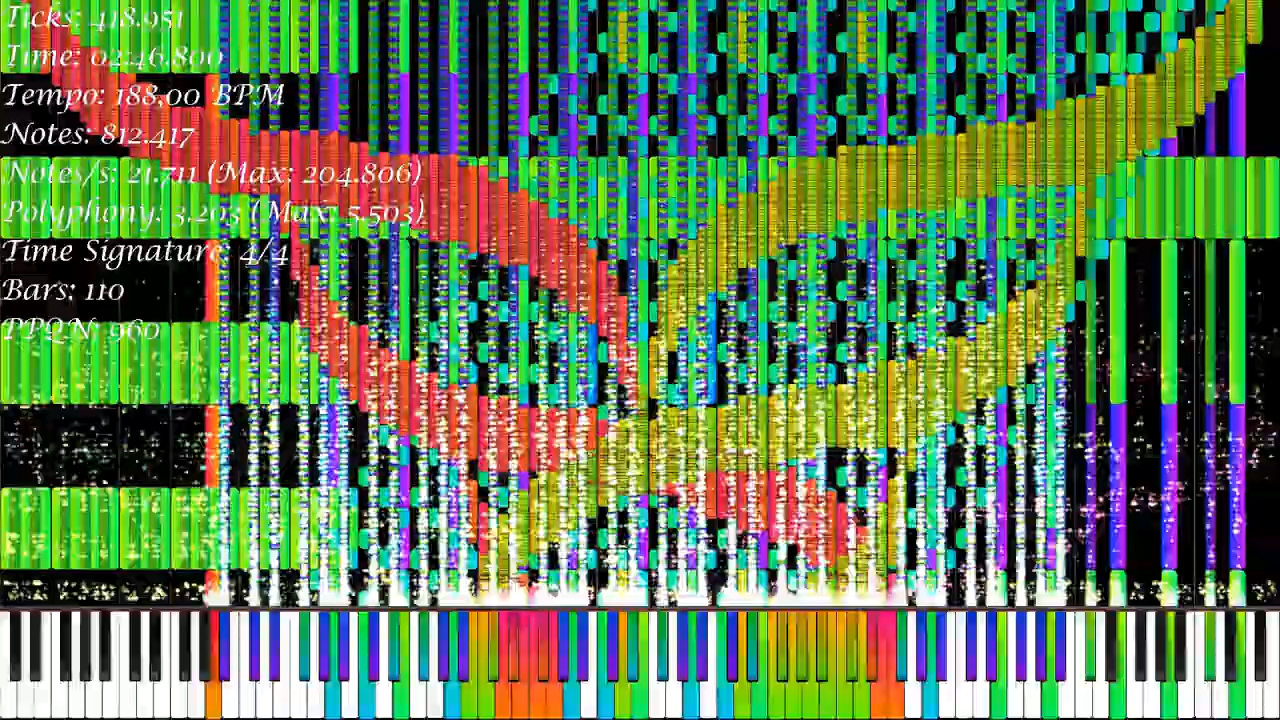 Ticks: 418.951
Time: 02:46.800
Tempo: 188,00 BPM
Notes: 812.417
Notes/s: 21.711 (Max: 204.806)
Polyphony: 3.203 (Max: 5.503)
Time Signature: 4/4
Bars: 110
PPQN: 960